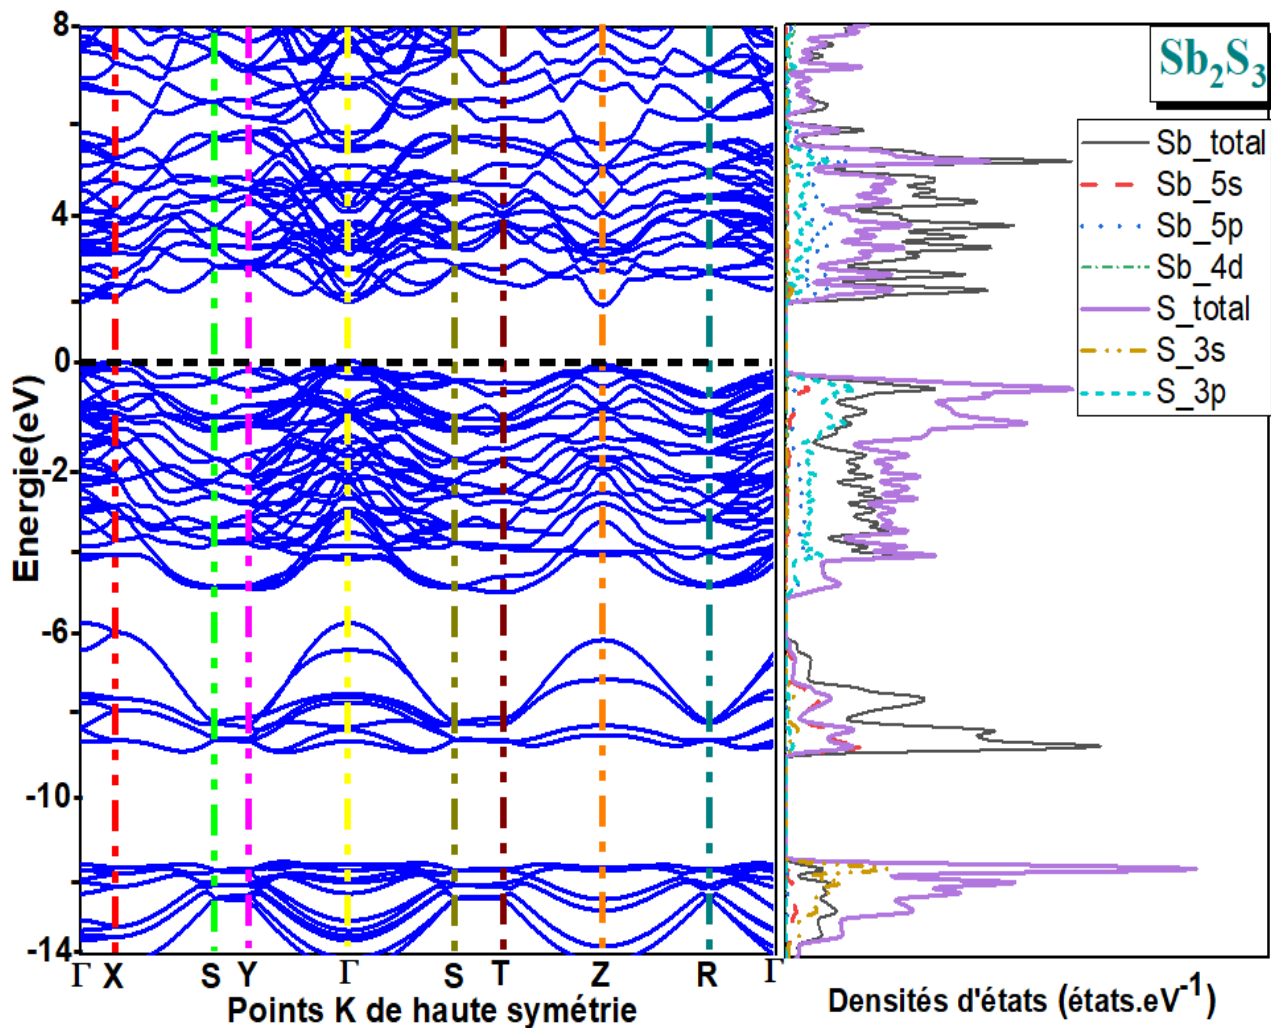 8
4
0
-2
-6
-10
-14
Energie(eV)
Γ X S Y Γ S T Z R Γ
Points K de haute symétrie
Sb₂S₃
Sb_total
Sb_5s
Sb_5p
Sb_4d
S_total
S_3s
S_3p
Densités d'états (états.eV⁻¹)